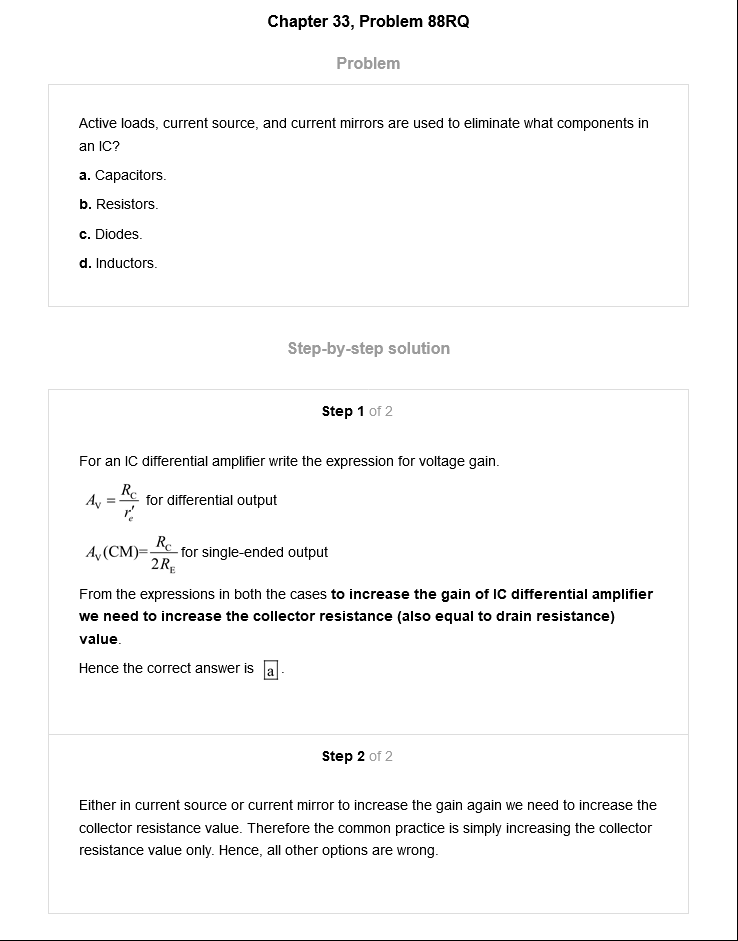 Chapter 33, Problem 88RQ
Problem
Active loads, current source, and current mirrors are used to eliminate what components in
an IC?
a. Capacitors.
b. Resistors.
c. Diodes.
d. Inductors.
Step-by-step solution
Step 1 of 2
For an IC differential amplifier write the expression for voltage gain.
A_V = R_C / r'_e for differential output
A_V(CM)= R_C / 2R_E for single-ended output
From the expressions in both the cases to increase the gain of IC differential amplifier
we need to increase the collector resistance (also equal to drain resistance)
value.
Hence the correct answer is a.
Step 2 of 2
Either in current source or current mirror to increase the gain again we need to increase the
collector resistance value. Therefore the common practice is simply increasing the collector
resistance value only. Hence, all other options are wrong.